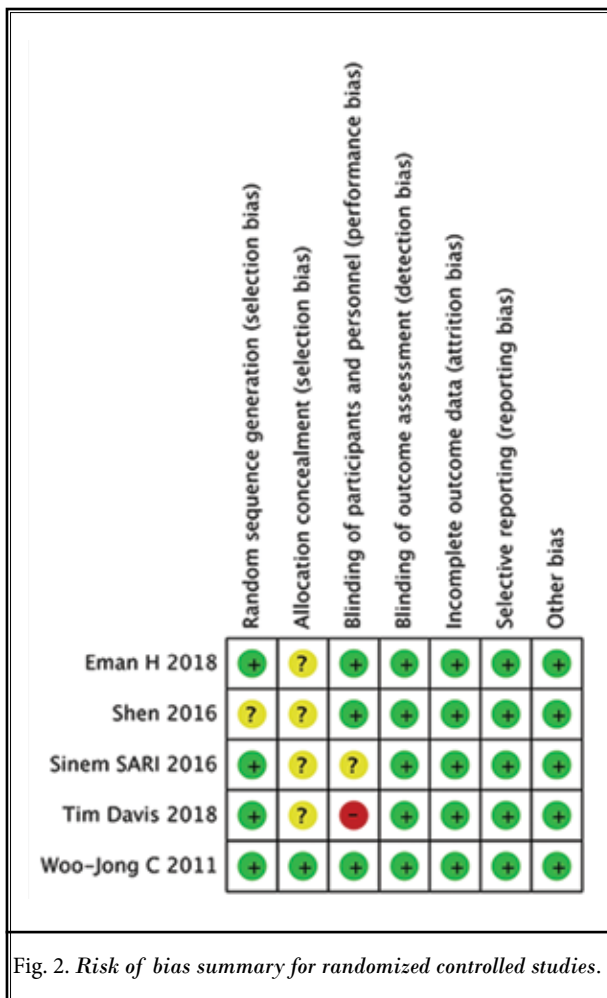 Random sequence generation (selection bias)
Allocation concealment (selection bias)
Blinding of participants and personnel (performance bias)
Blinding of outcome assessment (detection bias)
Incomplete outcome data (attrition bias)
Selective reporting (reporting bias)
Other bias
Eman H 2018 + ? + + + + +
Shen 2016 ? ? + + + + +
Sinem SARI 2016 + ? ? + + + +
Tim Davis 2018 + ? - + + + +
Woo-Jong C 2011 + + + + + + +
Fig. 2. Risk of bias summary for randomized controlled studies.